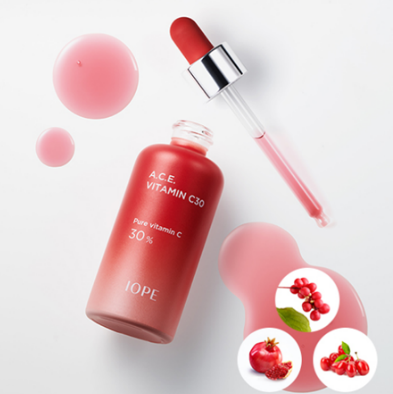 A.C.E.
VITAMIN C30
Pure vitamin C
30%
IOPE